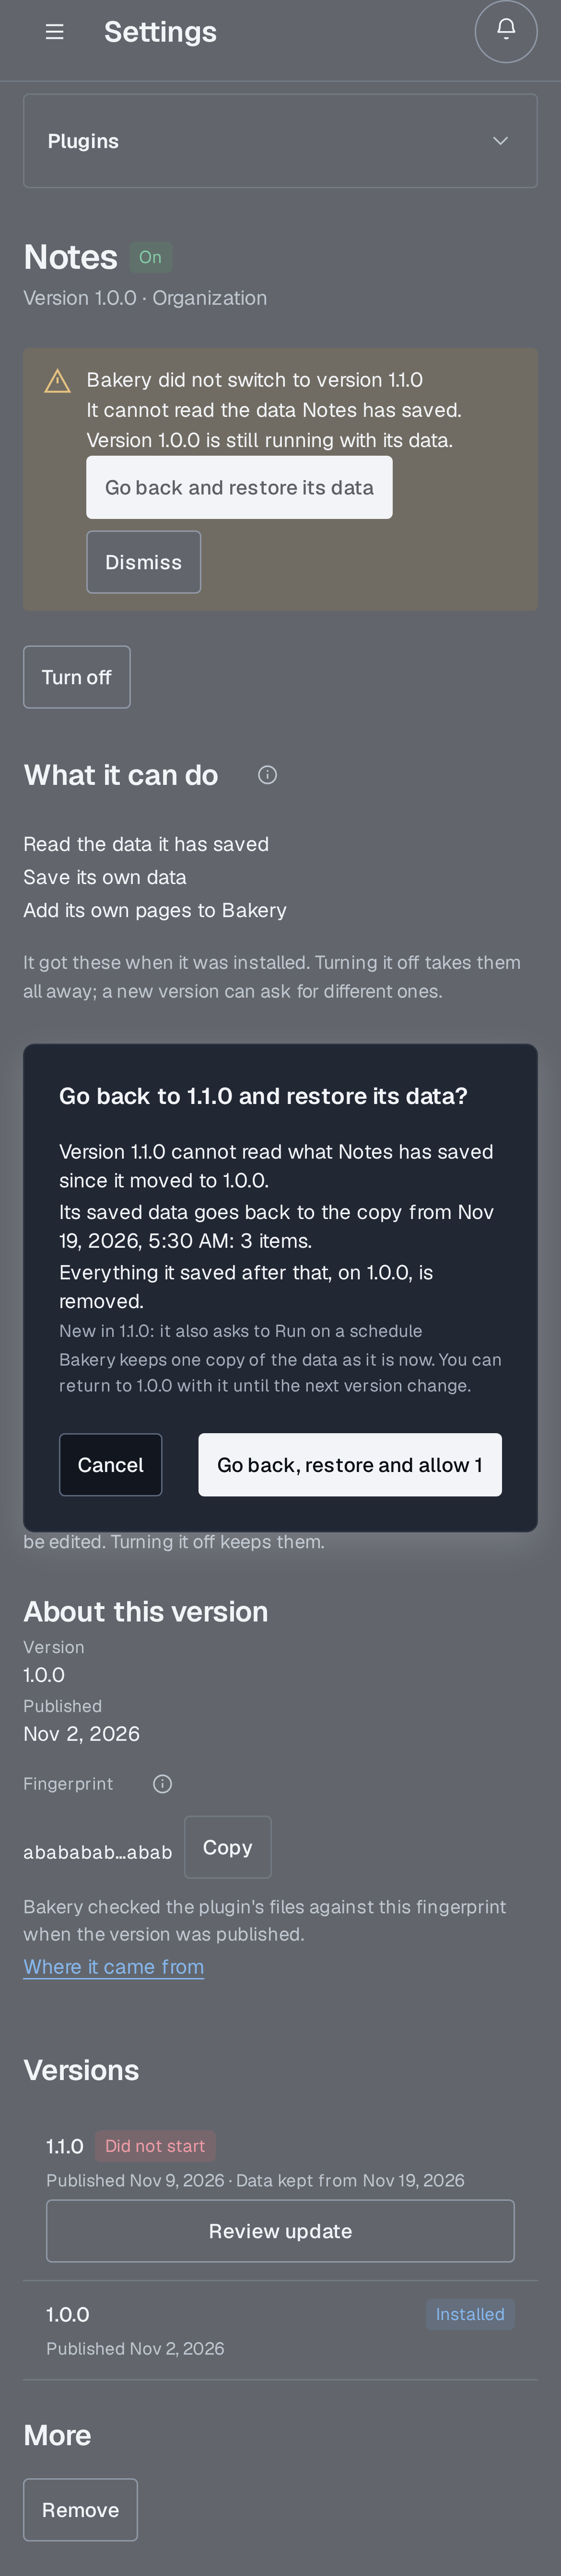 Settings
Plugins
Notes On
Version 1.0.0 · Organization
Bakery did not switch to version 1.1.0
It cannot read the data Notes has saved.
Version 1.0.0 is still running with its data.
Go back and restore its data
Dismiss
Turn off
What it can do
Read the data it has saved
Save its own data
Add its own pages to Bakery
It got these when it was installed. Turning it off takes them
all away; a new version can ask for different ones.
Go back to 1.1.0 and restore its data?
Version 1.1.0 cannot read what Notes has saved
since it moved to 1.0.0.
Its saved data goes back to the copy from Nov
19, 2026, 5:30 AM: 3 items.
Everything it saved after that, on 1.0.0, is
removed.
New in 1.1.0: it also asks to Run on a schedule
Bakery keeps one copy of the data as it is now. You can
return to 1.0.0 with it until the next version change.
Cancel
Go back, restore and allow 1
be edited. Turning it off keeps them.
About this version
Version
1.0.0
Published
Nov 2, 2026
Fingerprint
abababab…abab Copy
Bakery checked the plugin's files against this fingerprint
when the version was published.
Where it came from
Versions
1.1.0 Did not start
Published Nov 9, 2026 · Data kept from Nov 19, 2026
Review update
1.0.0 Installed
Published Nov 2, 2026
More
Remove